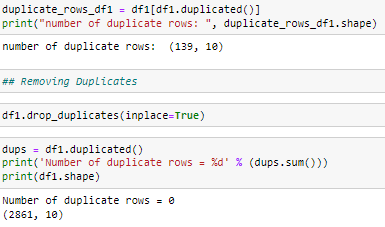 duplicate_rows_df1 = df1[df1.duplicated()]
print("number of duplicate rows: ", duplicate_rows_df1.shape)
number of duplicate rows:  (139, 10)
## Removing Duplicates
df1.drop_duplicates(inplace=True)
dups = df1.duplicated()
print('Number of duplicate rows = %d' % (dups.sum()))
print(df1.shape)
Number of duplicate rows = 0
(2861, 10)